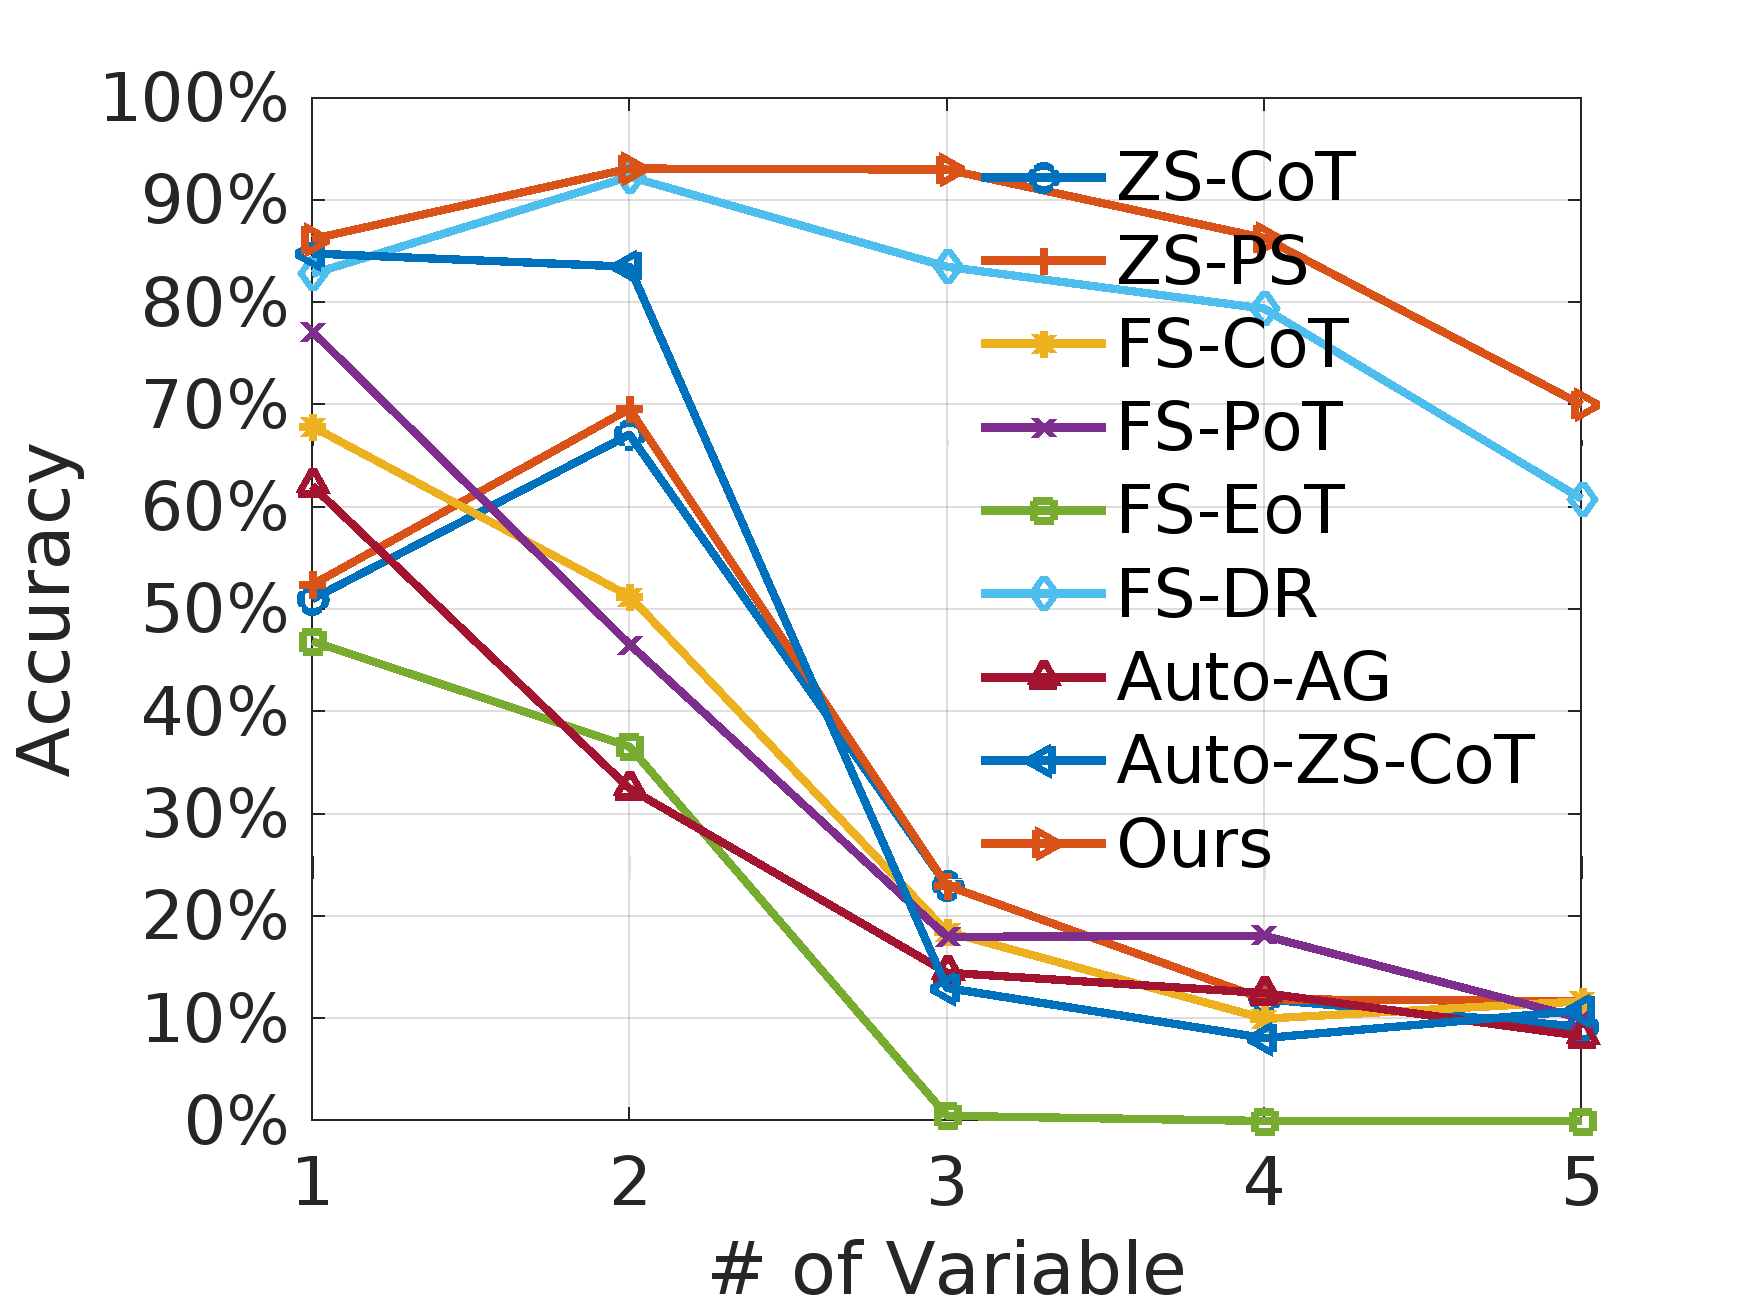 100%
90%
80%
70%
60%
50%
40%
30%
20%
10%
0%
Accuracy
ZS-CoT
ZS-PS
FS-CoT
FS-PoT
FS-EoT
FS-DR
Auto-AG
Auto-ZS-CoT
Ours
1 2 3 4 5
# of Variable